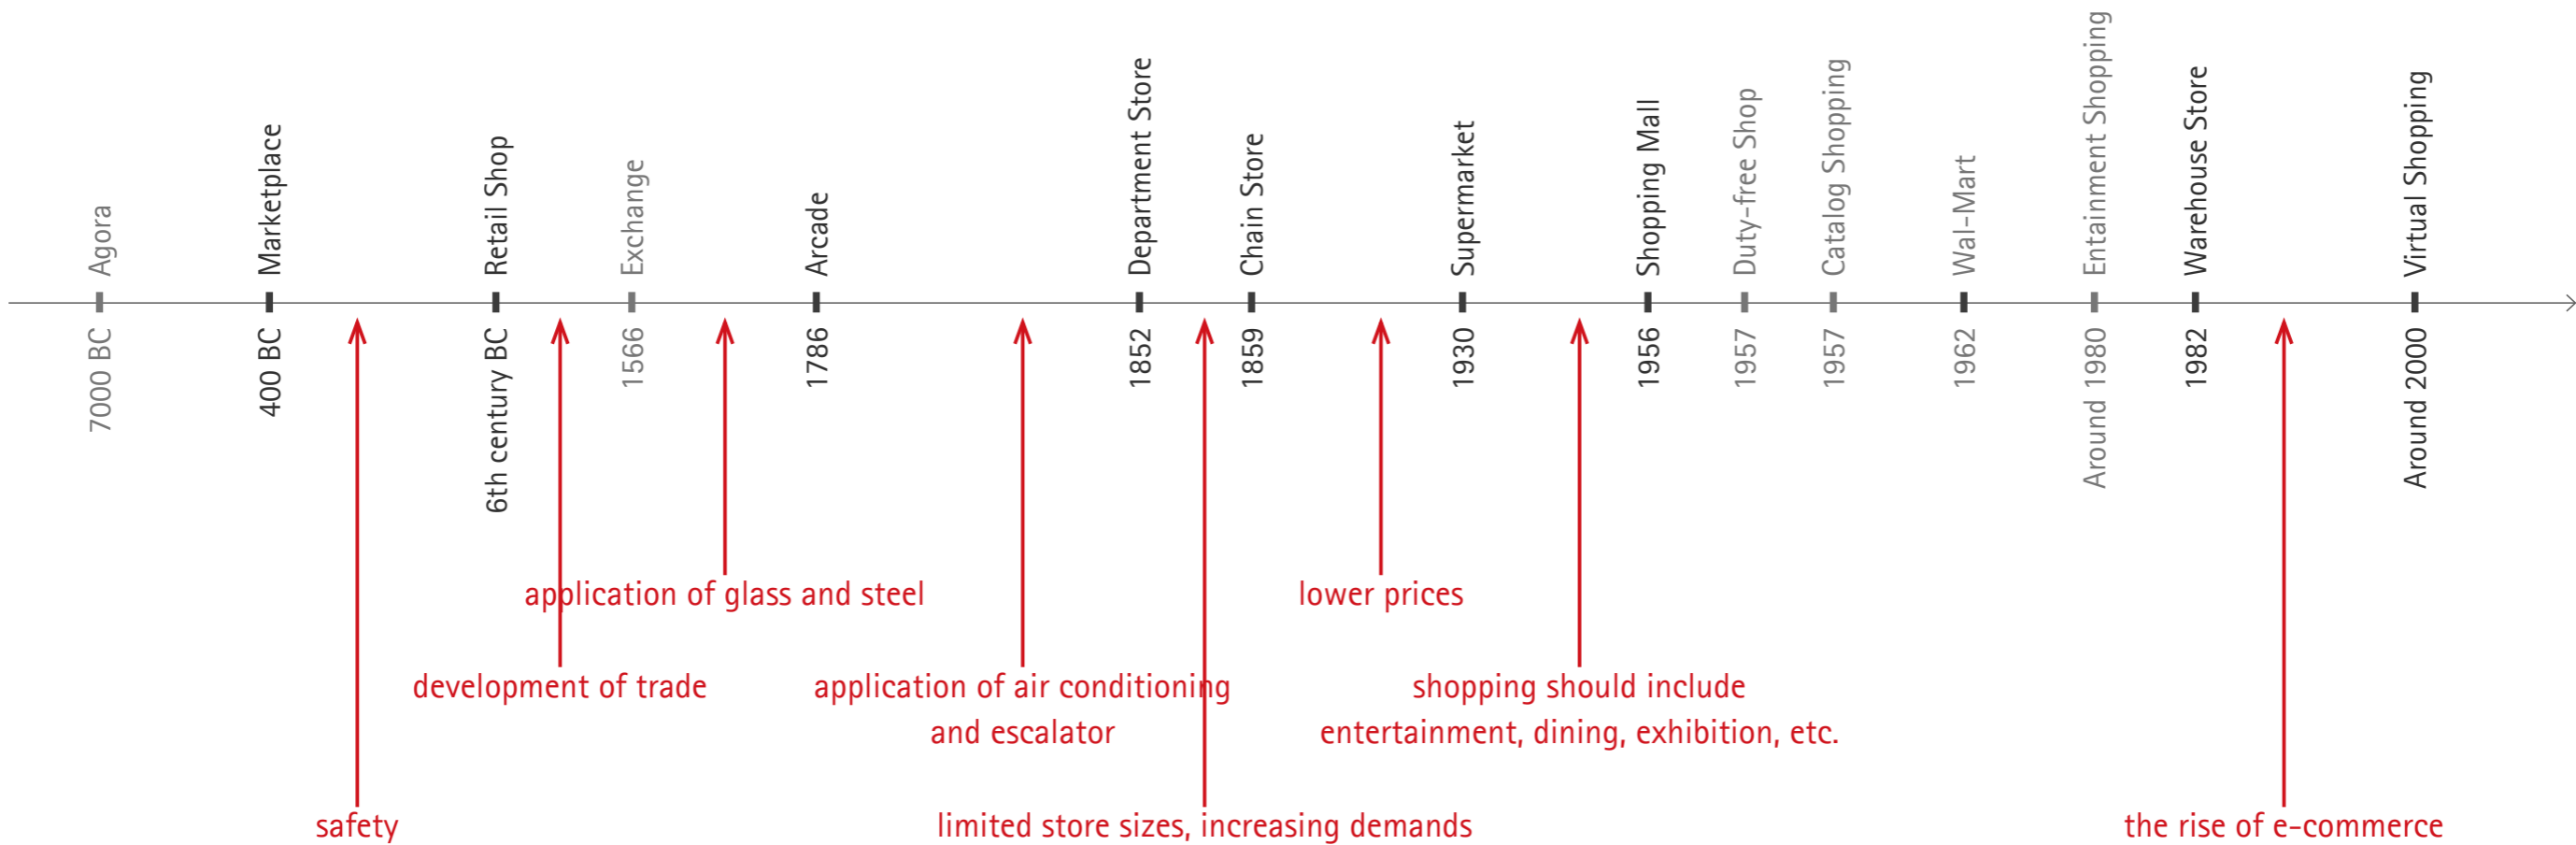 Agora
Marketplace
Retail Shop
Exchange
Arcade
Department Store
Chain Store
Supermarket
Shopping Mall
Duty-free Shop
Catalog Shopping
Wal-Mart
Entainment Shopping
Warehouse Store
Virtual Shopping
7000 BC
400 BC
6th century BC
1566
1786
1852
1859
1930
1956
1957
1957
1962
Around 1980
1982
Around 2000
application of glass and steel
lower prices
development of trade
application of air conditioning
and escalator
shopping should include
entertainment, dining, exhibition, etc.
safety
limited store sizes, increasing demands
the rise of e-commerce